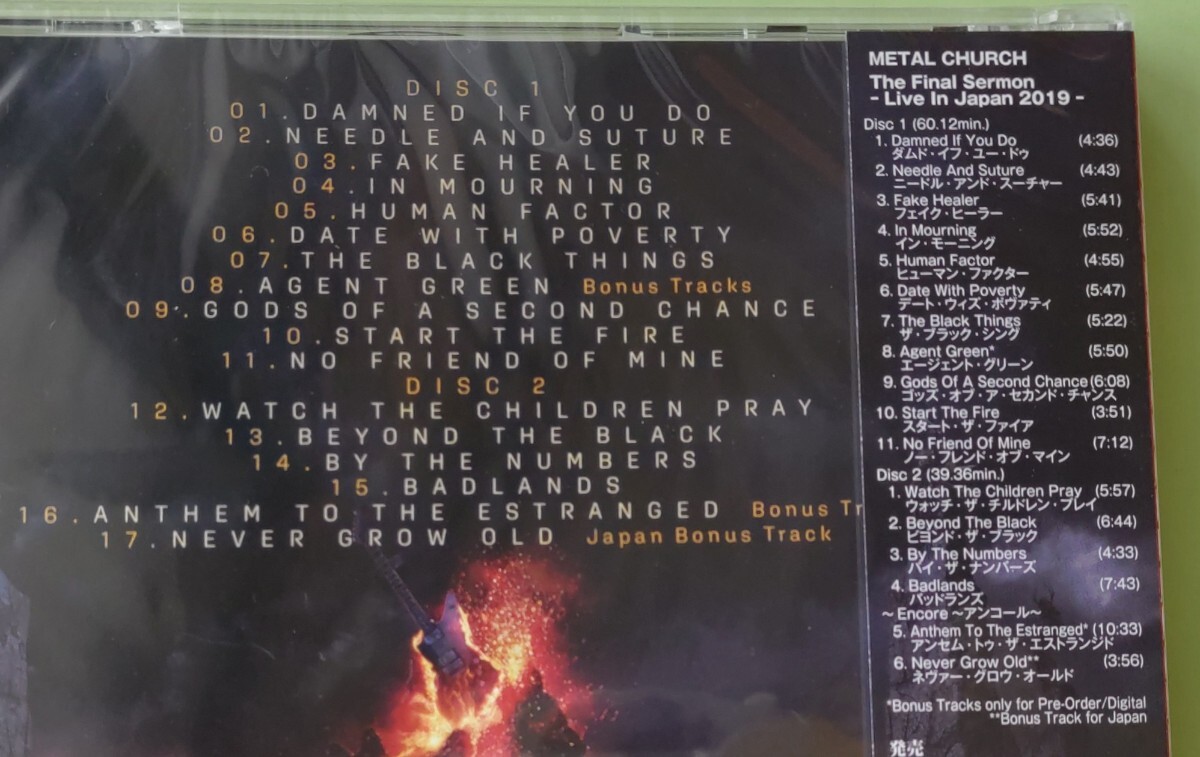 DISC 1
01.DAMNED IF YOU DO
02.NEEDLE AND SUTURE
03.FAKE HEALER
04.IN MOURNING
05.HUMAN FACTOR
06.DATE WITH POVERTY
07.THE BLACK THINGS
08.AGENT GREEN Bonus Tracks
09.GODS OF A SECOND CHANCE
10.START THE FIRE
11.NO FRIEND OF MINE
DISC 2
12.WATCH THE CHILDREN PRAY
13.BEYOND THE BLACK
14.BY THE NUMBERS
15.BADLANDS
16.ANTHEM TO THE ESTRANGED Bonus Tr
17.NEVER GROW OLD Japan Bonus Track
METAL CHURCH
The Final Sermon
- Live In Japan 2019 -
Disc 1 (60.12min.)
1. Damned If You Do (4:36)
ダムド・イフ・ユー・ドゥ
2. Needle And Suture (4:43)
ニードル・アンド・スーチャー
3. Fake Healer (5:41)
フェイク・ヒーラー
4. In Mourning (5:52)
イン・モーニング
5. Human Factor (4:55)
ヒューマン・ファクター
6. Date With Poverty (5:47)
デート・ウィズ・ポヴァティ
7. The Black Things (5:22)
ザ・ブラック・シング
8. Agent Green* (5:50)
エージェント・グリーン
9. Gods Of A Second Chance (6:08)
ゴッズ・オブ・ア・セカンド・チャンス
10. Start The Fire (3:51)
スタート・ザ・ファイア
11. No Friend Of Mine (7:12)
ノー・フレンド・オブ・マイン
Disc 2 (39.36min.)
1. Watch The Children Pray (5:57)
ウォッチ・ザ・チルドレン・プレイ
2. Beyond The Black (6:44)
ビヨンド・ザ・ブラック
3. By The Numbers (4:33)
バイ・ザ・ナンバーズ
4. Badlands (7:43)
バッドランズ
~ Encore ~アンコール~
5. Anthem To The Estranged* (10:33)
アンセム・トゥ・ザ・エストランジド
6. Never Grow Old** (3:56)
ネヴァー・グロウ・オールド
*Bonus Tracks only for Pre-Order/Digital
**Bonus Track for Japan
発売